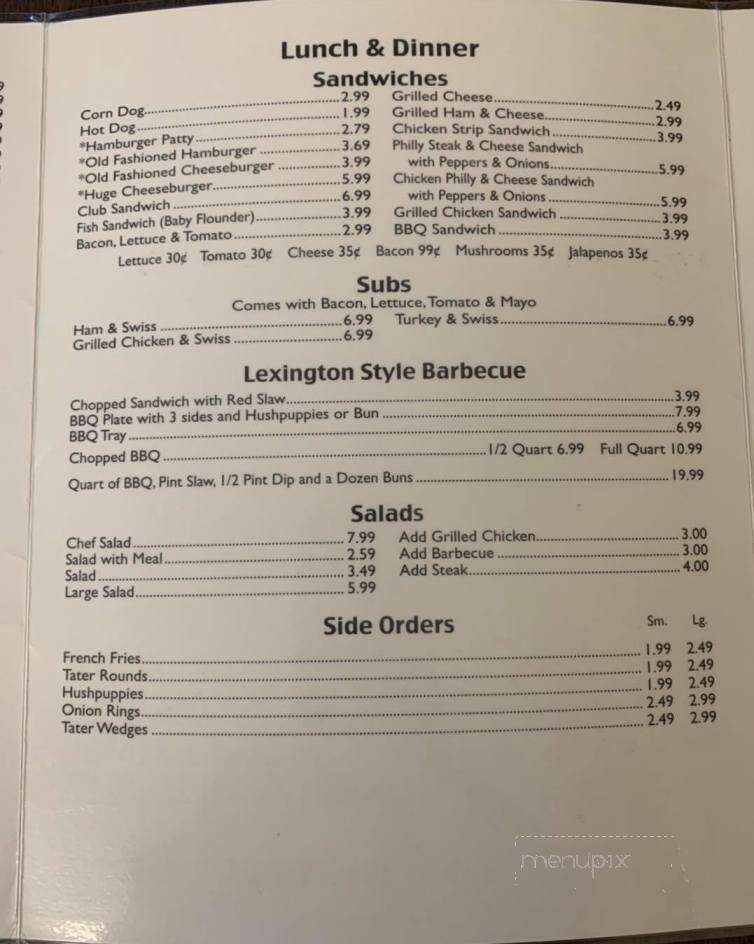 Lunch & Dinner
Sandwiches
Corn Dog 2.99
Hot Dog 1.99
*Hamburger Patty 2.79
*Old Fashioned Hamburger 3.69
*Old Fashioned Cheeseburger 3.99
*Huge Cheeseburger 5.99
Club Sandwich 6.99
Fish Sandwich (Baby Flounder) 3.99
Bacon, Lettuce & Tomato 2.99
Grilled Cheese 2.49
Grilled Ham & Cheese 2.99
Chicken Strip Sandwich 3.99
Philly Steak & Cheese Sandwich
with Peppers & Onions 5.99
Chicken Philly & Cheese Sandwich
with Peppers & Onions 5.99
Grilled Chicken Sandwich 3.99
BBQ Sandwich 3.99
Lettuce 30¢ Tomato 30¢ Cheese 35¢ Bacon 99¢ Mushrooms 35¢ Jalapenos 35¢
Subs
Comes with Bacon, Lettuce, Tomato & Mayo
Ham & Swiss 6.99
Grilled Chicken & Swiss 6.99
Turkey & Swiss 6.99
Lexington Style Barbecue
Chopped Sandwich with Red Slaw 3.99
BBQ Plate with 3 sides and Hushpuppies or Bun 7.99
BBQ Tray 6.99
Chopped BBQ 1/2 Quart 6.99 Full Quart 10.99
Quart of BBQ, Pint Slaw, 1/2 Pint Dip and a Dozen Buns 19.99
Salads
Chef Salad 7.99
Salad with Meal 2.59
Salad 3.49
Large Salad 5.99
Add Grilled Chicken 3.00
Add Barbecue 3.00
Add Steak 4.00
Side Orders
Sm. Lg.
French Fries 1.99 2.49
Tater Rounds 1.99 2.49
Hushpuppies 1.99 2.49
Onion Rings 2.49 2.99
Tater Wedges 2.49 2.99
menupix